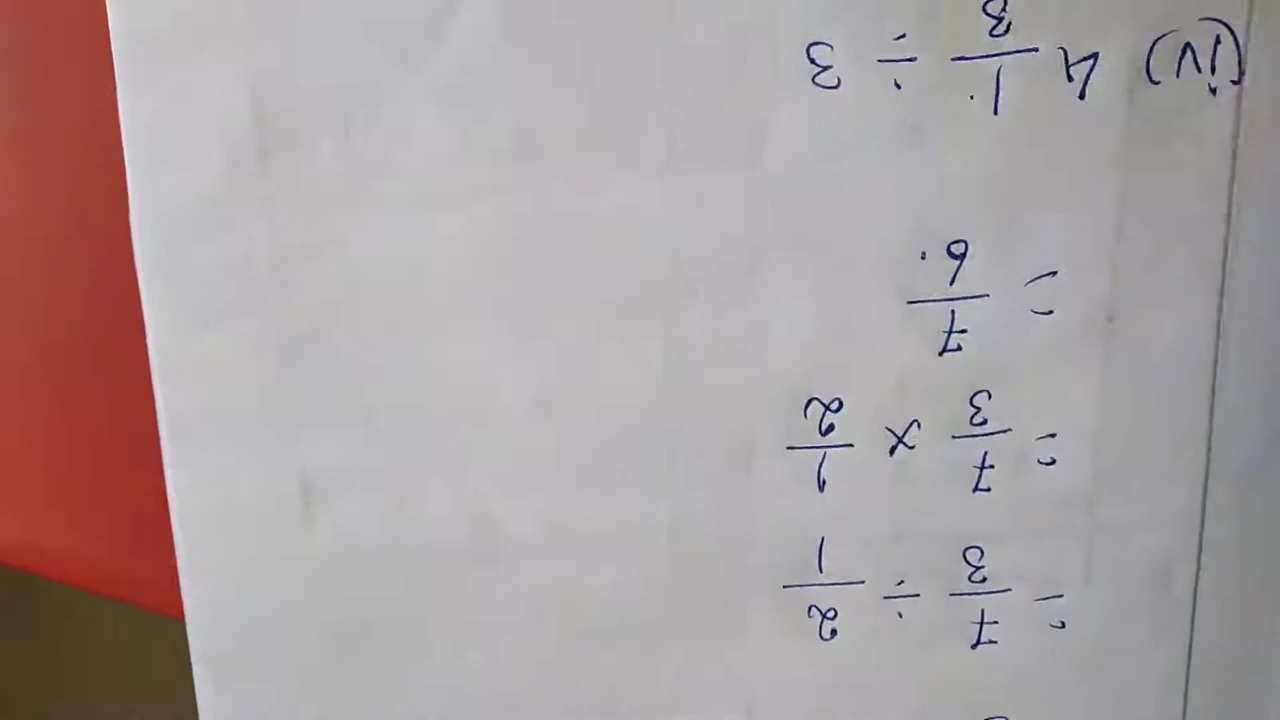 = 7/3 ÷ 2/1
= 7/3 × 1/2
= 7/6.
(iv) 4 1/3 ÷ 3